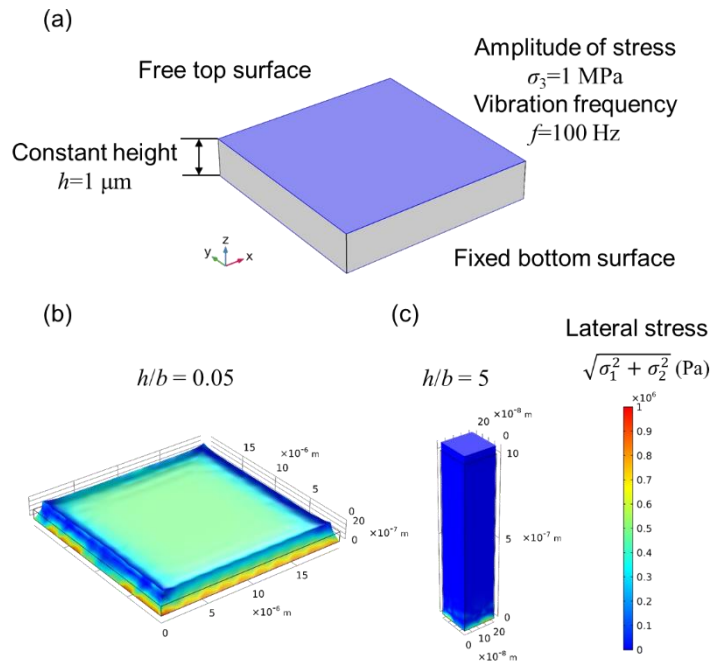 (a)
Free top surface
Amplitude of stress
σ3=1 MPa
Vibration frequency
f=100 Hz
Constant height
h=1 μm
z
y
x
Fixed bottom surface
(b)
(c)
Lateral stress
√σ1² + σ2² (Pa)
h/b = 0.05
h/b = 5
×10⁶
1
0.9
0.8
0.7
0.6
0.5
0.4
0.3
0.2
0.1
0
15
×10⁻⁶ m
10
5
0
20
×10⁻⁷ m
0
15
10
5
×10⁻⁶ m
0
×10⁻⁸ m
20
0
10
5
×10⁻⁷ m
0
0
10
20
×10⁻⁸ m